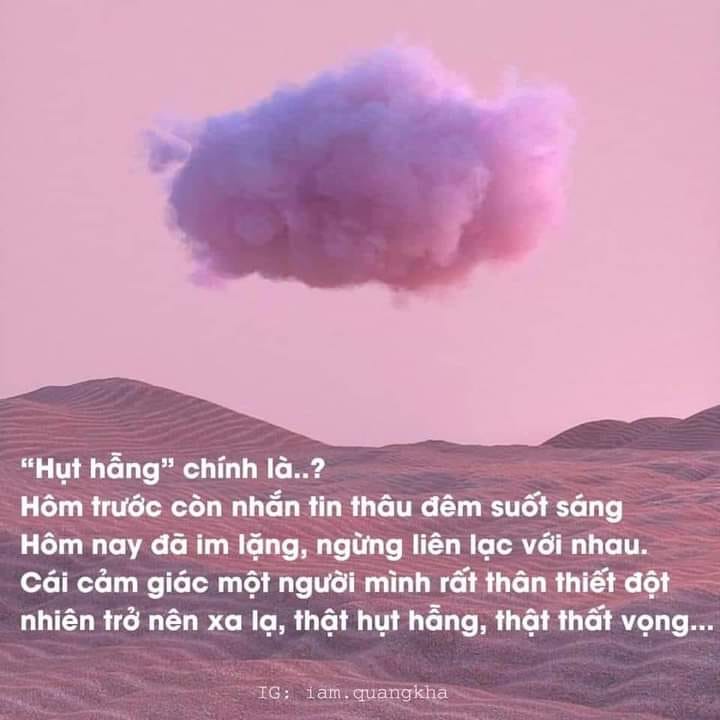 “Hụt hẫng” chính là..?
Hôm trước còn nhắn tin thâu đêm suốt sáng
Hôm nay đã im lặng, ngừng liên lạc với nhau.
Cái cảm giác một người mình rất thân thiết đột
nhiên trở nên xa lạ, thật hụt hẫng, thật thất vọng...
IG: iam.quangkha